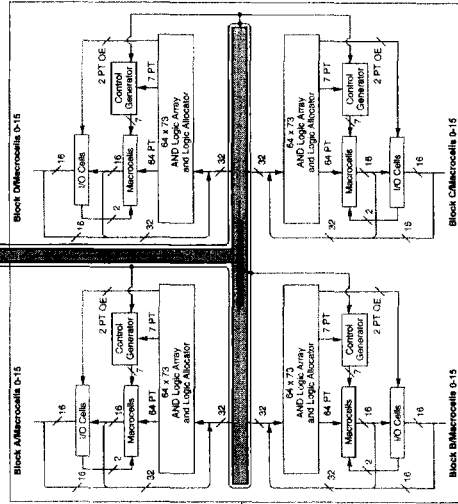 Block D/Macrocells 0-15
16
I/O Cells
2 PT OE
16
2
16
Control
Generator
7
Macrocells
64 PT
7 PT
32
64 x 73
AND Logic Array
and Logic Allocator
32
Block A/Macrocells 0-15
16
I/O Cells
2 PT OE
16
2
16
Control
Generator
7
Macrocells
64 PT
7 PT
32
64 x 73
AND Logic Array
and Logic Allocator
32
32
64 x 73
AND Logic Array
and Logic Allocator
32
64 PT
7 PT
Control
Generator
7
Macrocells
16
2
16
2 PT OE
I/O Cells
16
Block C/Macrocells 0-15
32
64 x 73
AND Logic Array
and Logic Allocator
32
64 PT
7 PT
Control
Generator
7
Macrocells
16
2
16
2 PT OE
I/O Cells
16
Block B/Macrocells 0-15